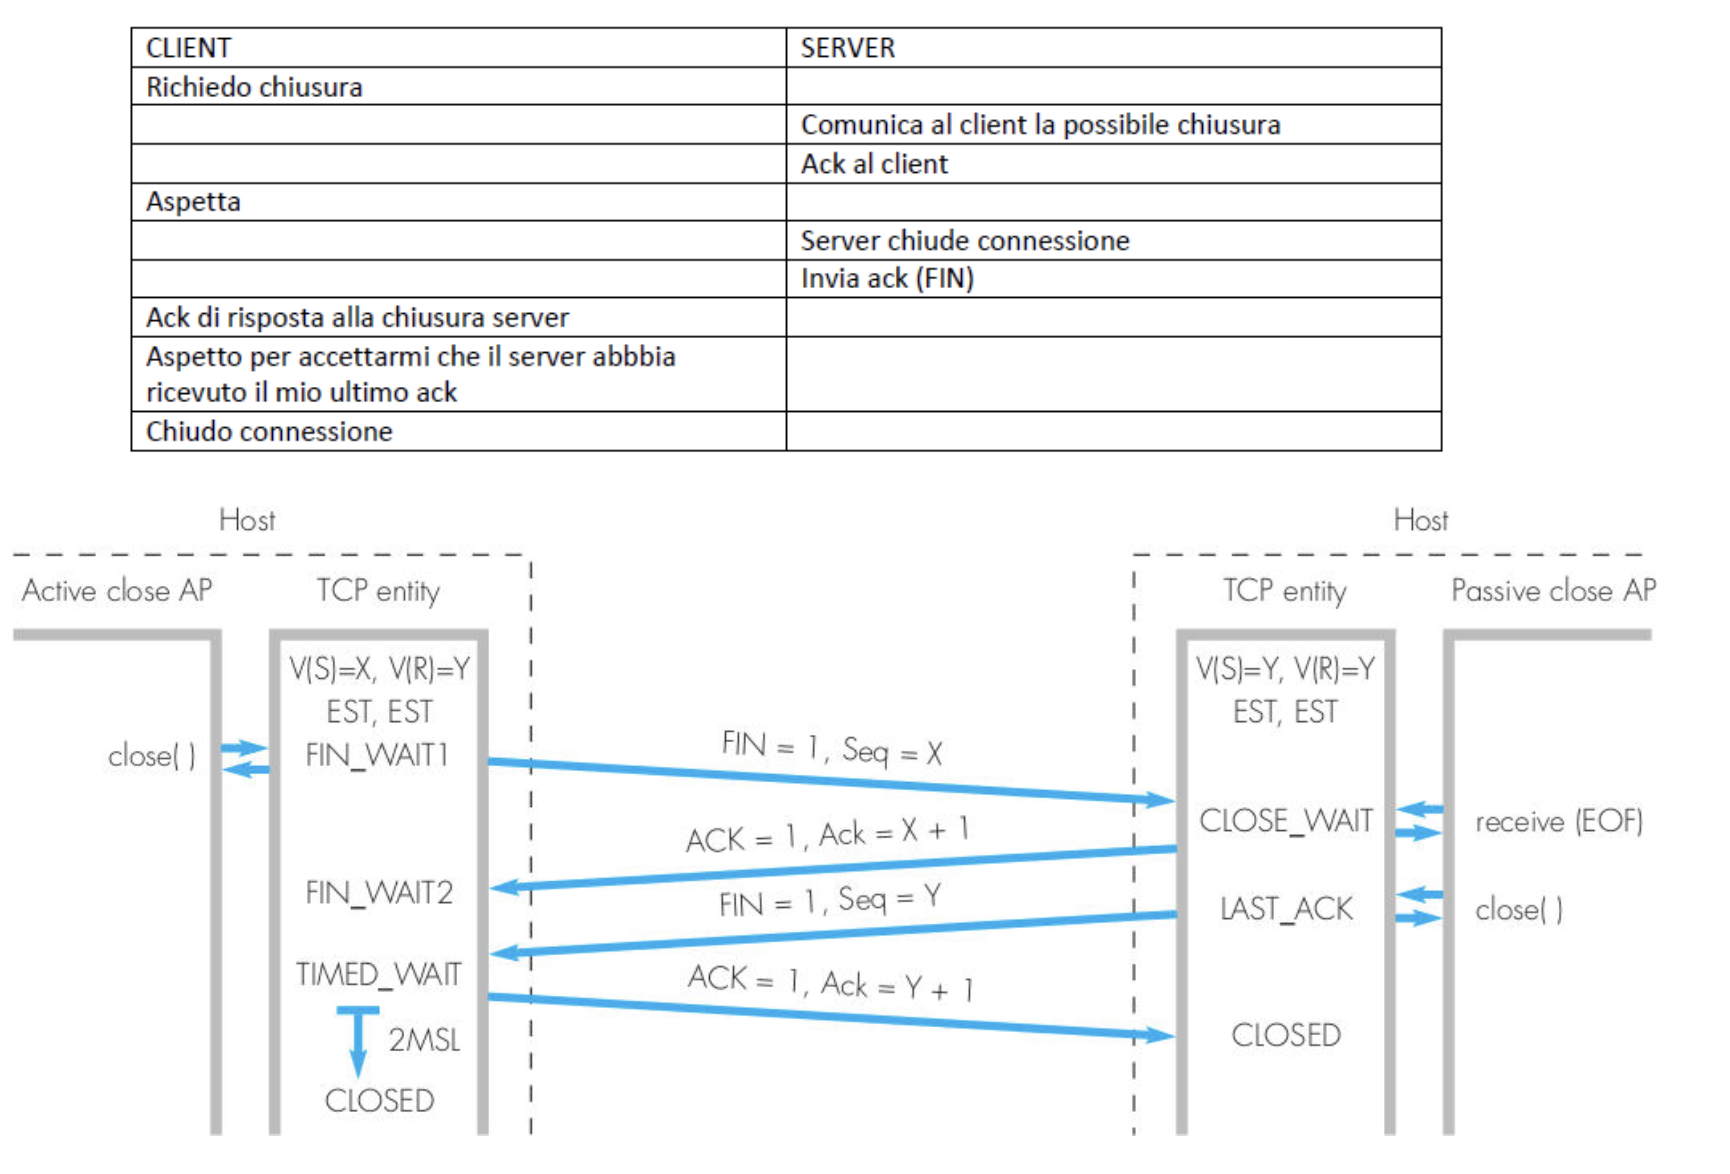 CLIENT SERVER
Richiedo chiusura
Comunica al client la possibile chiusura
Ack al client
Aspetta
Server chiude connessione
Invia ack (FIN)
Ack di risposta alla chiusura server
Aspetto per accettarmi che il server abbbia
ricevuto il mio ultimo ack
Chiudo connessione
Host Host
Active close AP TCP entity TCP entity Passive close AP
V(S)=X, V(R)=Y V(S)=Y, V(R)=Y
EST, EST EST, EST
close( ) FIN_WAIT1 FIN = 1, Seq = X
ACK = 1, Ack = X + 1 CLOSE_WAIT receive (EOF)
FIN_WAIT2 FIN = 1, Seq = Y LAST_ACK close( )
TIMED_WAIT ACK = 1, Ack = Y + 1
2MSL CLOSED
CLOSED